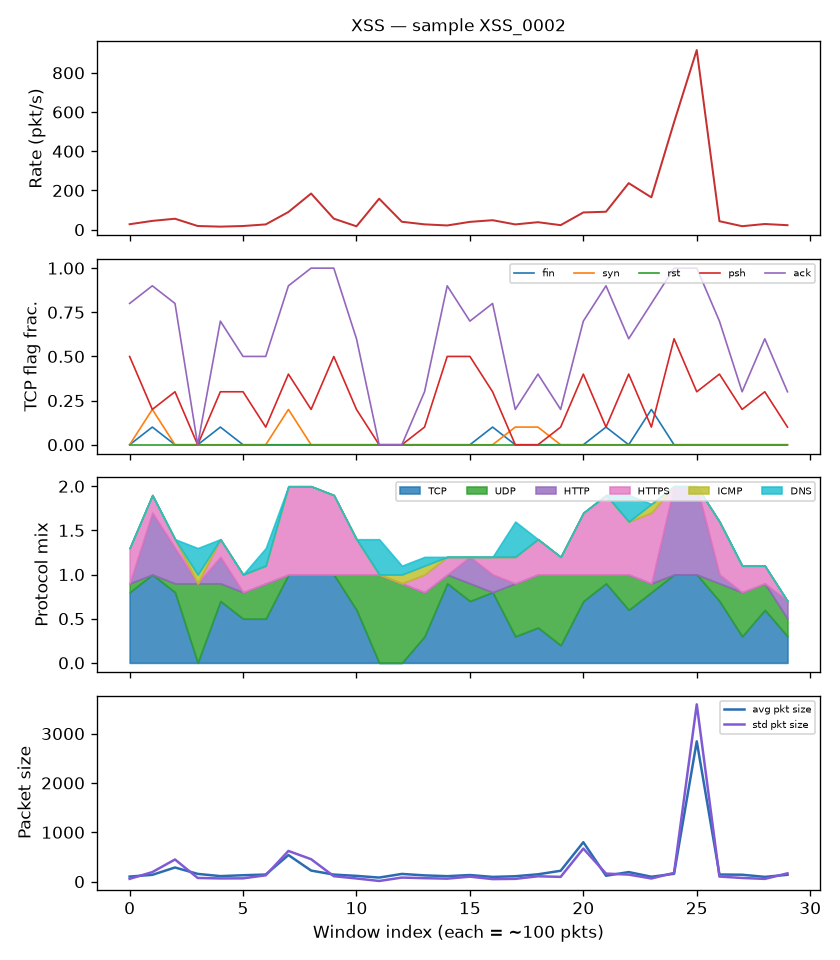 XSS — sample XSS_0002
Rate (pkt/s)
800
600
400
200
0
TCP flag frac.
1.00
0.75
0.50
0.25
0.00
fin syn rst psh ack
Protocol mix
2.0
1.5
1.0
0.5
0.0
TCP UDP HTTP HTTPS ICMP DNS
Packet size
3000
2000
1000
0
avg pkt size
std pkt size
0 5 10 15 20 25 30
Window index (each = ~100 pkts)